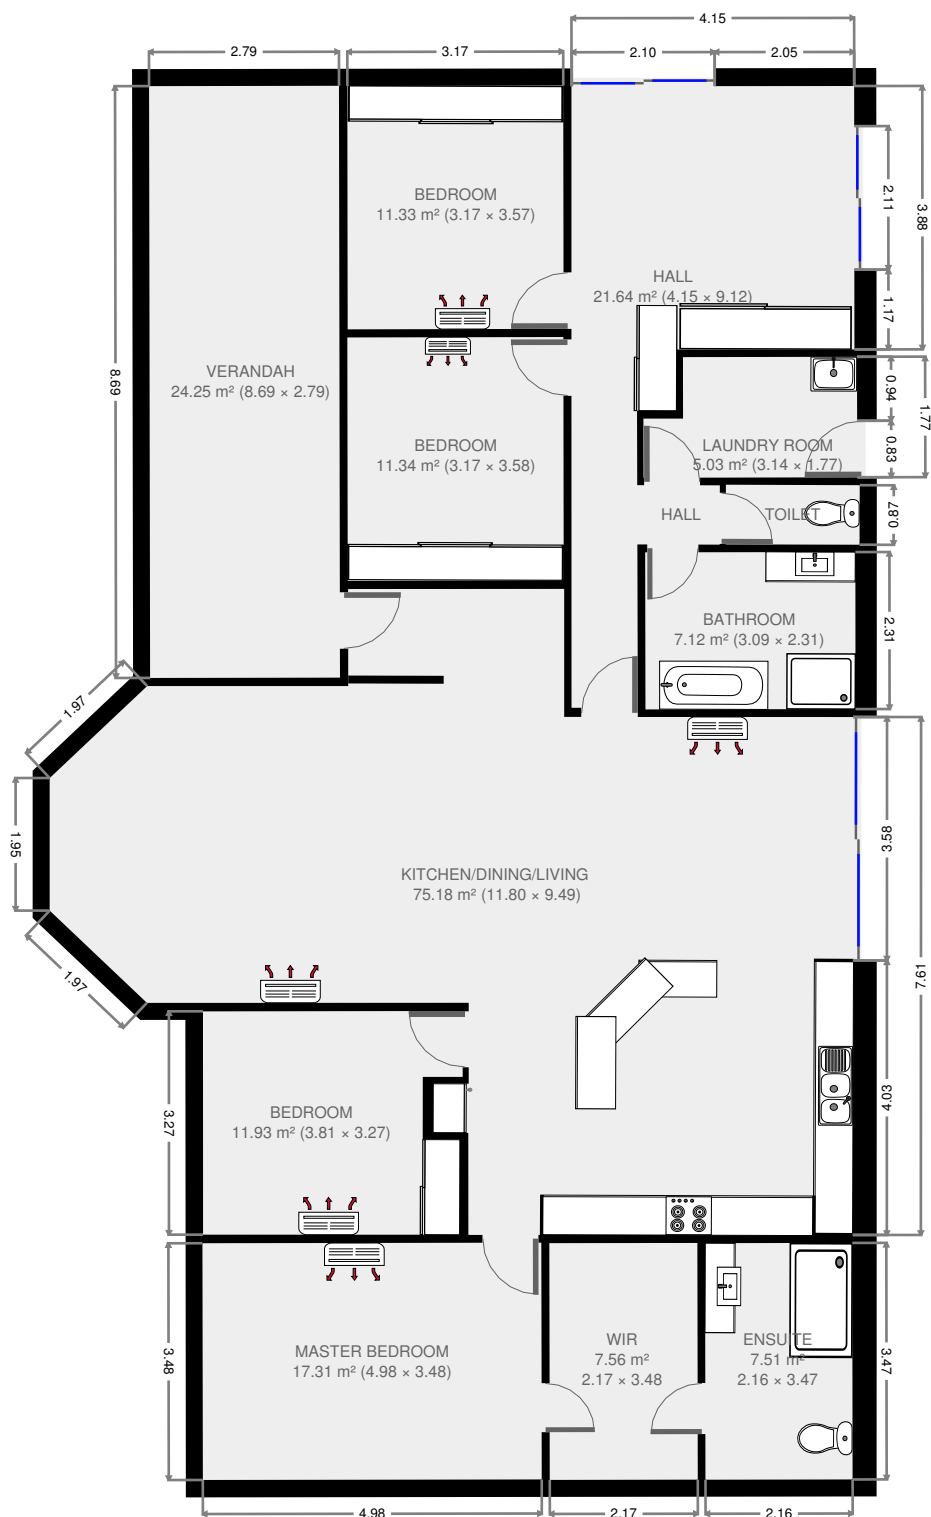 4.15
2.79
3.17
2.10
2.05
BEDROOM
11.33 m² (3.17 × 3.57)
2.11
3.88
HALL
21.64 m² (4.15 × 9.12)
1.17
VERANDAH
24.25 m² (8.69 × 2.79)
8.69
0.94
1.77
BEDROOM
11.34 m² (3.17 × 3.58)
LAUNDRY ROOM
5.03 m² (3.14 × 1.77)
0.83
HALL
TOILET
0.87
BATHROOM
7.12 m² (3.09 × 2.31)
2.31
1.97
1.95
3.58
KITCHEN/DINING/LIVING
75.18 m² (11.80 × 9.49)
1.97
7.61
4.03
BEDROOM
11.93 m² (3.81 × 3.27)
3.27
MASTER BEDROOM
17.31 m² (4.98 × 3.48)
3.48
WIR
7.56 m²
2.17 × 3.48
ENSUITE
7.51 m²
2.16 × 3.47
3.47
4.98
2.17
2.16